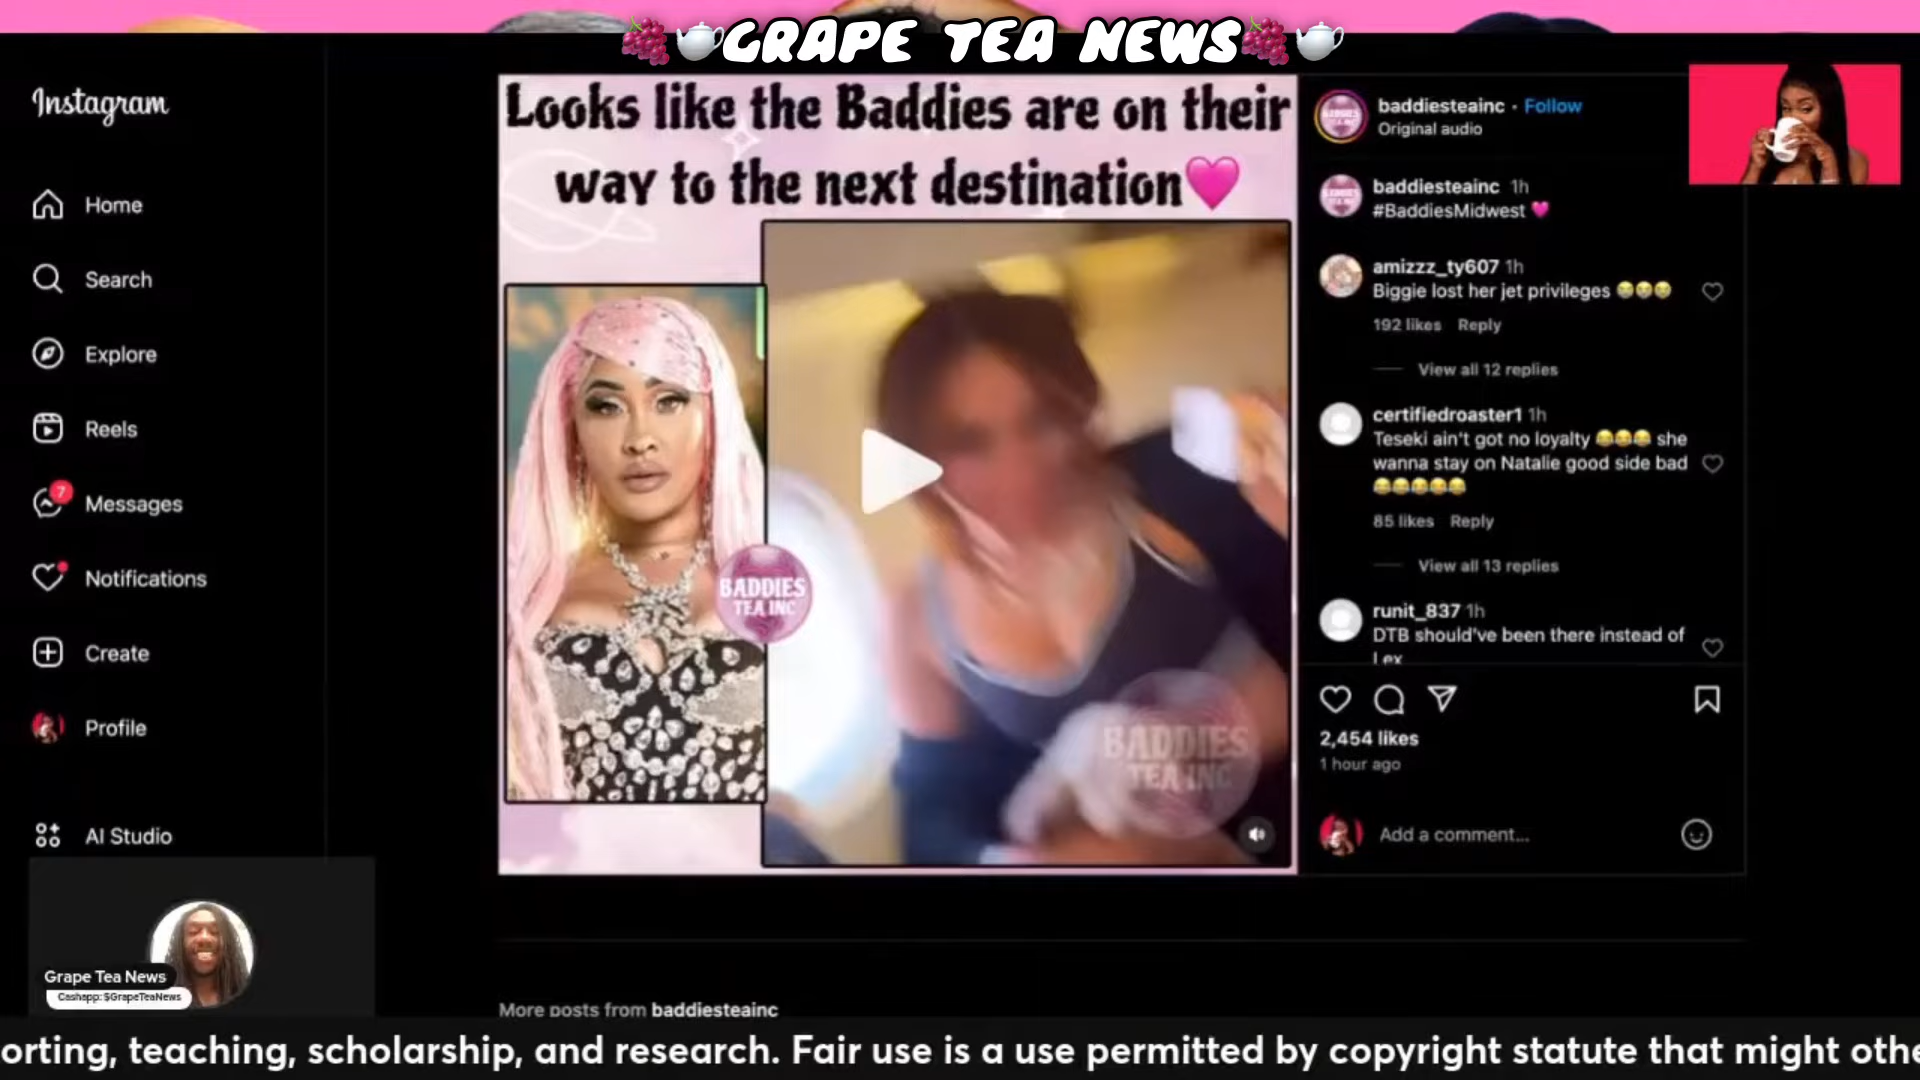 GRAPE TEA NEWS
Instagram
Home
Search
Explore
Reels
7
Messages
Notifications
Create
Profile
AI Studio
Grape Tea News
Cashapp: $GrapeTeaNews
Looks like the Baddies are on their
way to the next destination
BADDIES
TEA INC
BADDIES
TEA INC
baddiesteainc • Follow
Original audio
baddiesteainc 1h
#BaddiesMidwest
amizzz_ty607 1h
Biggie lost her jet privileges 😂😂😂
192 likes Reply
View all 12 replies
certifiedroaster1 1h
Teseki ain't got no loyalty 😂😂😂 she
wanna stay on Natalie good side bad
😂😂😂😂😂
85 likes Reply
View all 13 replies
runit_837 1h
DTB should've been there instead of
Lex
2,454 likes
1 hour ago
Add a comment...
More posts from baddiesteainc
orting, teaching, scholarship, and research. Fair use is a use permitted by copyright statute that might othe